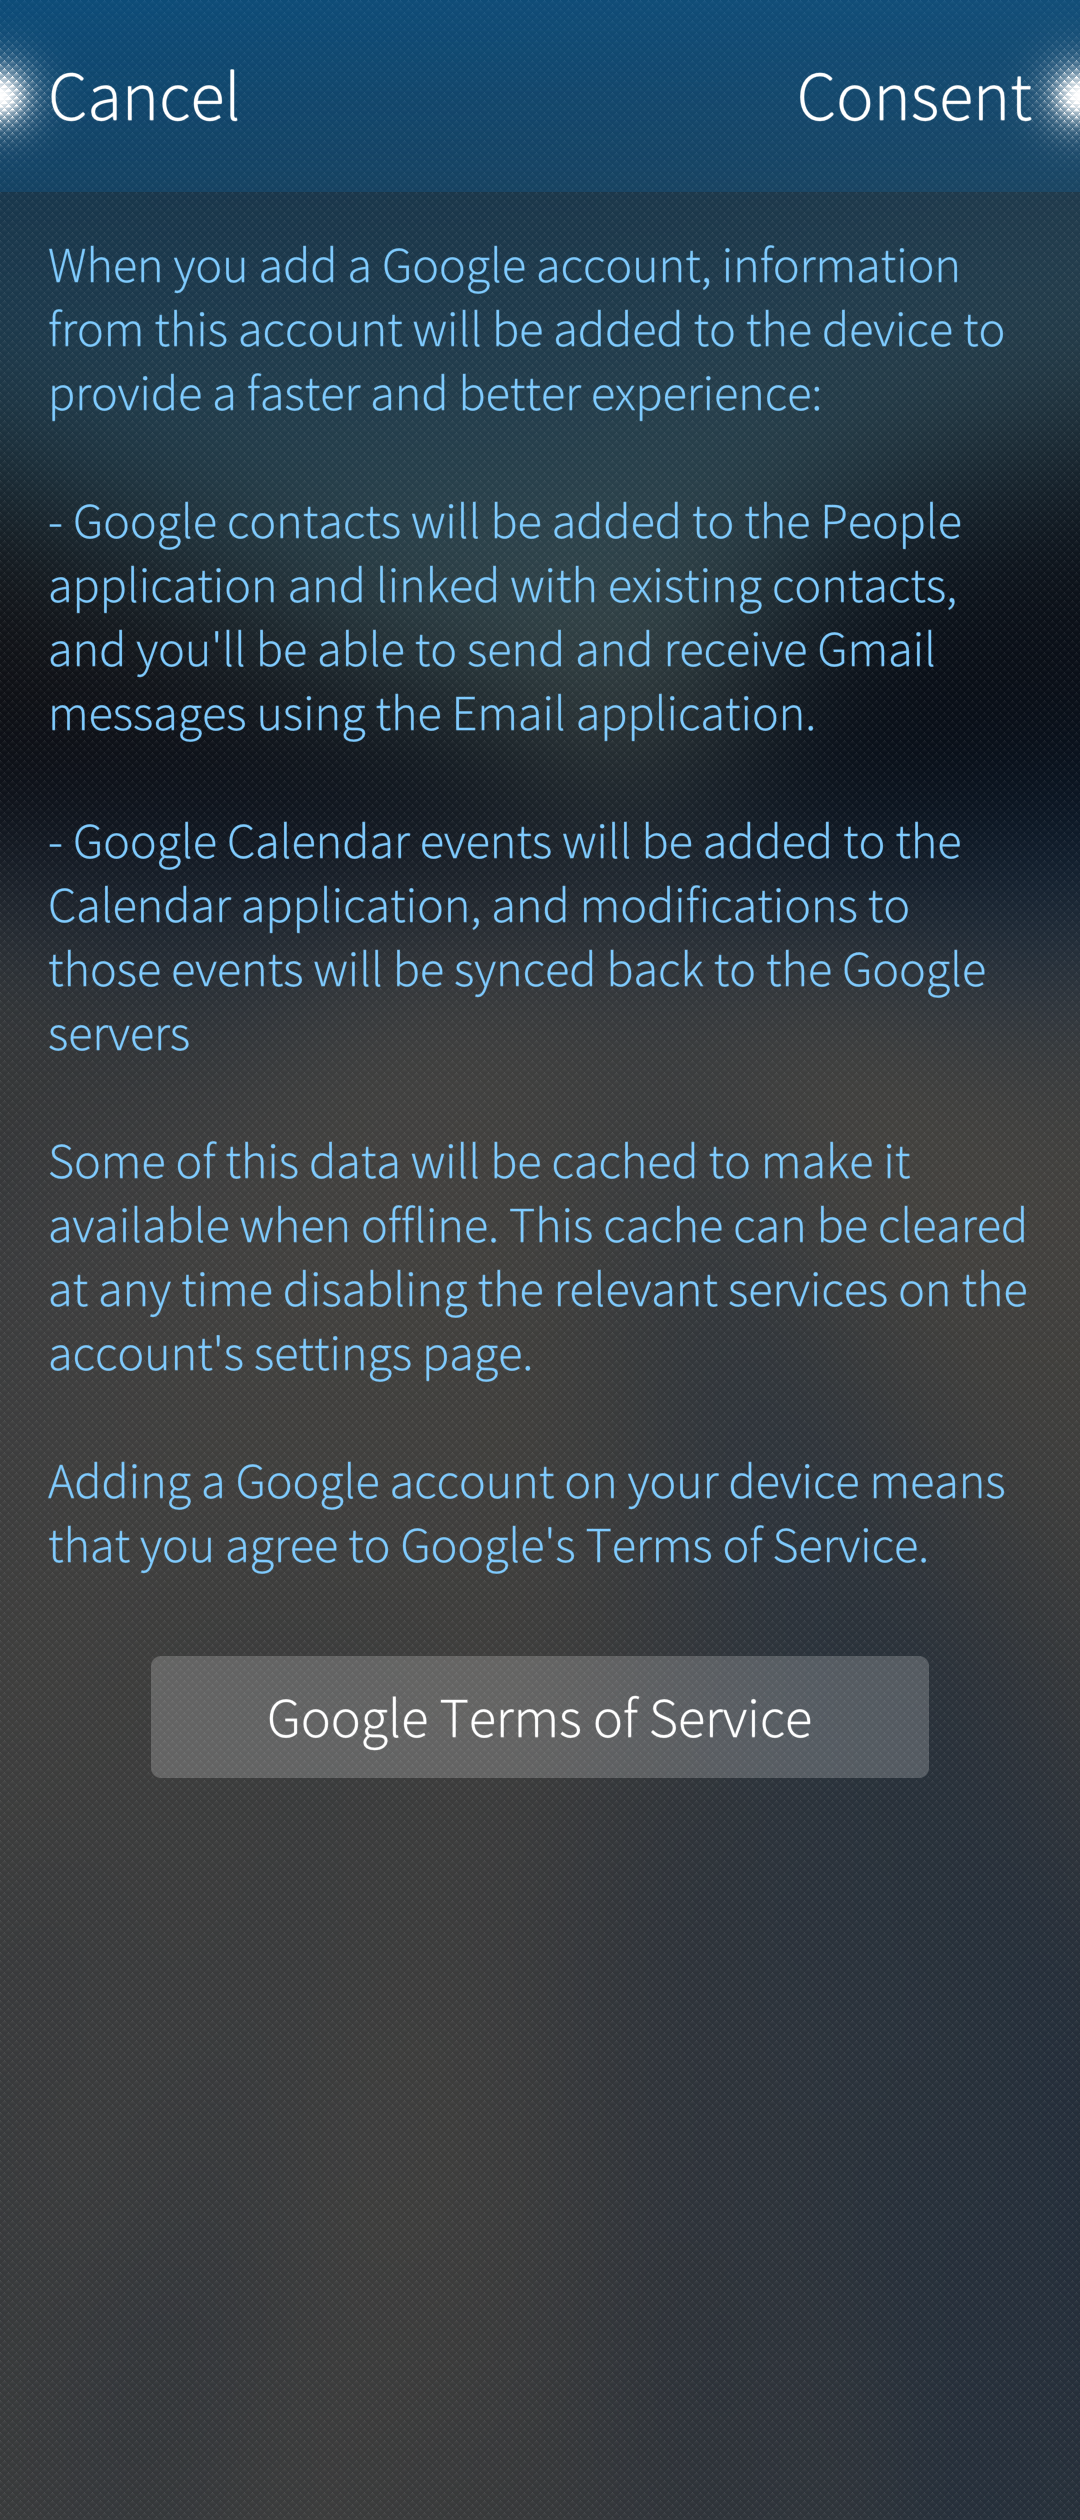 Cancel
Consent
When you add a Google account, information
from this account will be added to the device to
provide a faster and better experience:
- Google contacts will be added to the People
application and linked with existing contacts,
and you'll be able to send and receive Gmail
messages using the Email application.
- Google Calendar events will be added to the
Calendar application, and modifications to
those events will be synced back to the Google
servers
Some of this data will be cached to make it
available when offline. This cache can be cleared
at any time disabling the relevant services on the
account's settings page.
Adding a Google account on your device means
that you agree to Google's Terms of Service.
Google Terms of Service